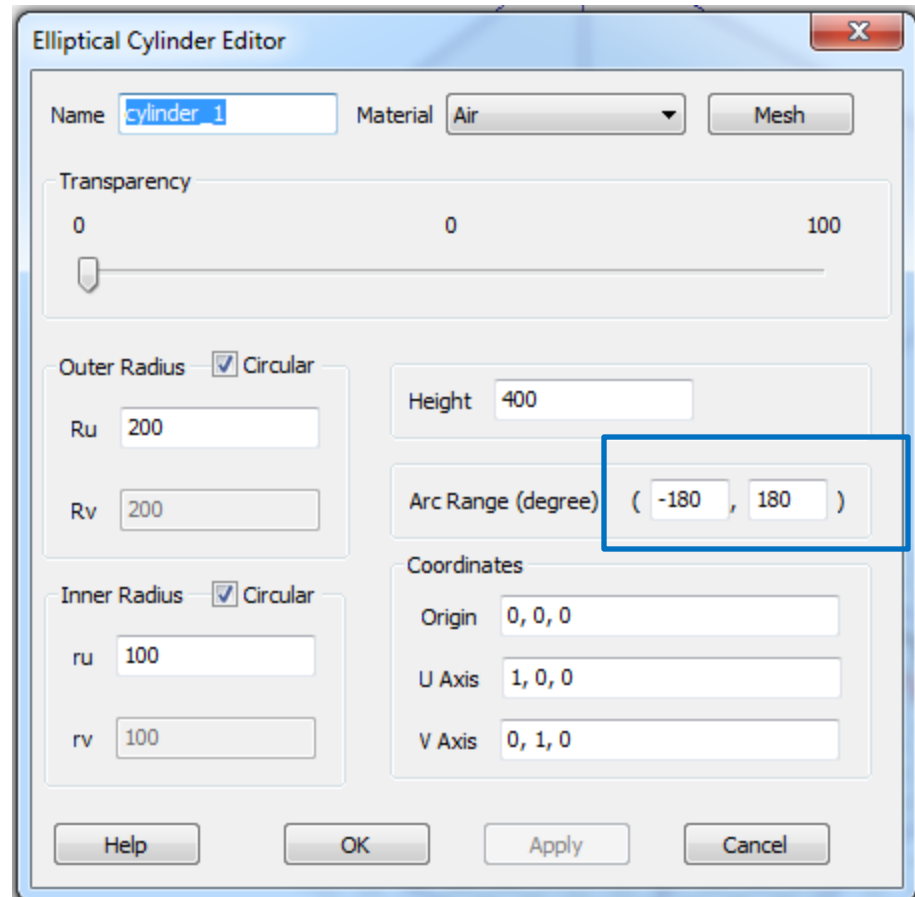 Elliptical Cylinder Editor
Name cylinder_1 Material Air Mesh
Transparency
0 0 100
Outer Radius Circular
Ru 200
Rv 200
Height 400
Arc Range (degree) ( -180 , 180 )
Inner Radius Circular
ru 100
rv 100
Coordinates
Origin 0, 0, 0
U Axis 1, 0, 0
V Axis 0, 1, 0
Help OK Apply Cancel